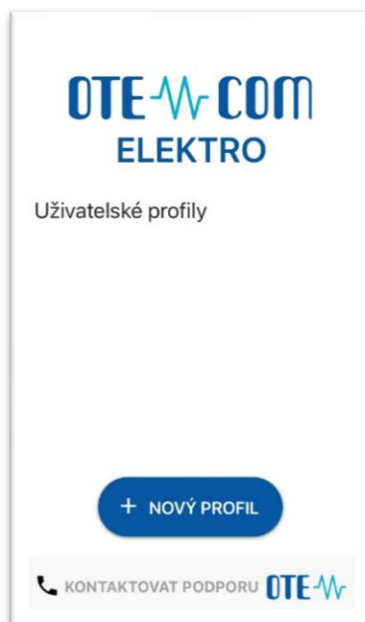 OTE COM
ELEKTRO
Uživatelské profily
+ NOVÝ PROFIL
KONTAKTOVAT PODPORU OTE